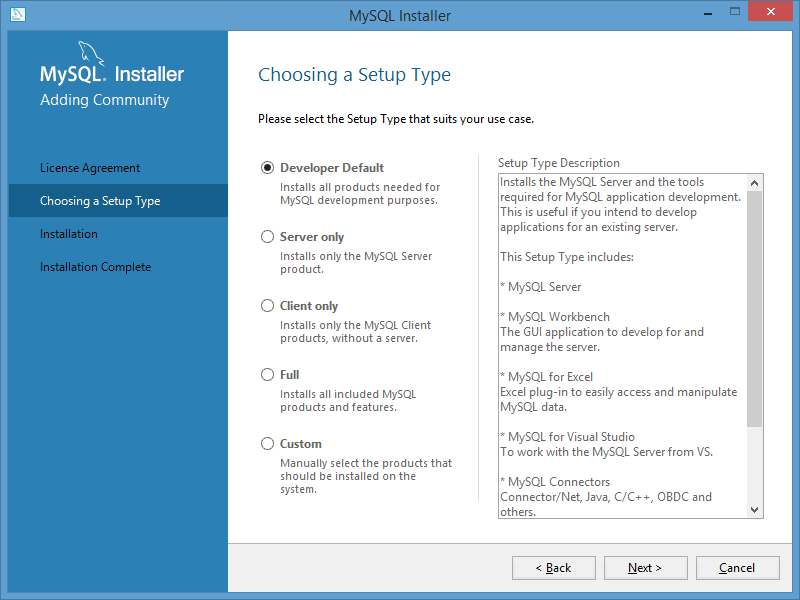 MySQL Installer
MySQL. Installer
Adding Community
License Agreement
Choosing a Setup Type
Installation
Installation Complete
Choosing a Setup Type
Please select the Setup Type that suits your use case.
Developer Default
Installs all products needed for
MySQL development purposes.
Server only
Installs only the MySQL Server
product.
Client only
Installs only the MySQL Client
products, without a server.
Full
Installs all included MySQL
products and features.
Custom
Manually select the products that
should be installed on the
system.
Setup Type Description
Installs the MySQL Server and the tools
required for MySQL application development.
This is useful if you intend to develop
applications for an existing server.
This Setup Type includes:
* MySQL Server
* MySQL Workbench
The GUI application to develop for and
manage the server.
* MySQL for Excel
Excel plug-in to easily access and manipulate
MySQL data.
* MySQL for Visual Studio
To work with the MySQL Server from VS.
* MySQL Connectors
Connector/Net, Java, C/C++, OBDC and
others.
< Back
Next >
Cancel